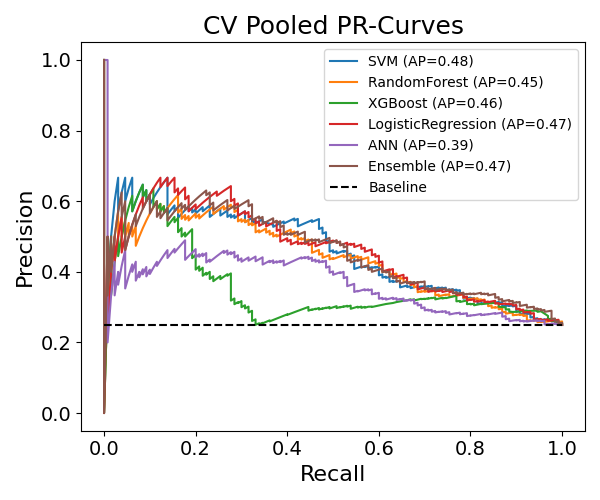 CV Pooled PR-Curves
SVM (AP=0.48)
RandomForest (AP=0.45)
XGBoost (AP=0.46)
LogisticRegression (AP=0.47)
ANN (AP=0.39)
Ensemble (AP=0.47)
Baseline
Precision
1.0
0.8
0.6
0.4
0.2
0.0
0.0 0.2 0.4 0.6 0.8 1.0
Recall